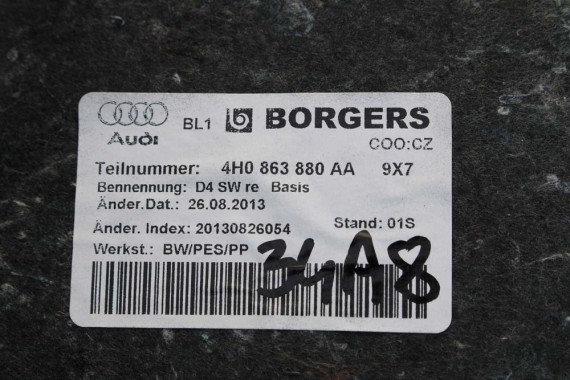 BL1 BORGERS
Audi
COO:CZ
Teilnummer: 4H0 863 880 AA 9X7
Bennennung: D4 SW re Basis
Änder.Dat.: 26.08.2013
Änder. Index: 20130826054 Stand: 01S
Werkst.: BW/PES/PP
34A8